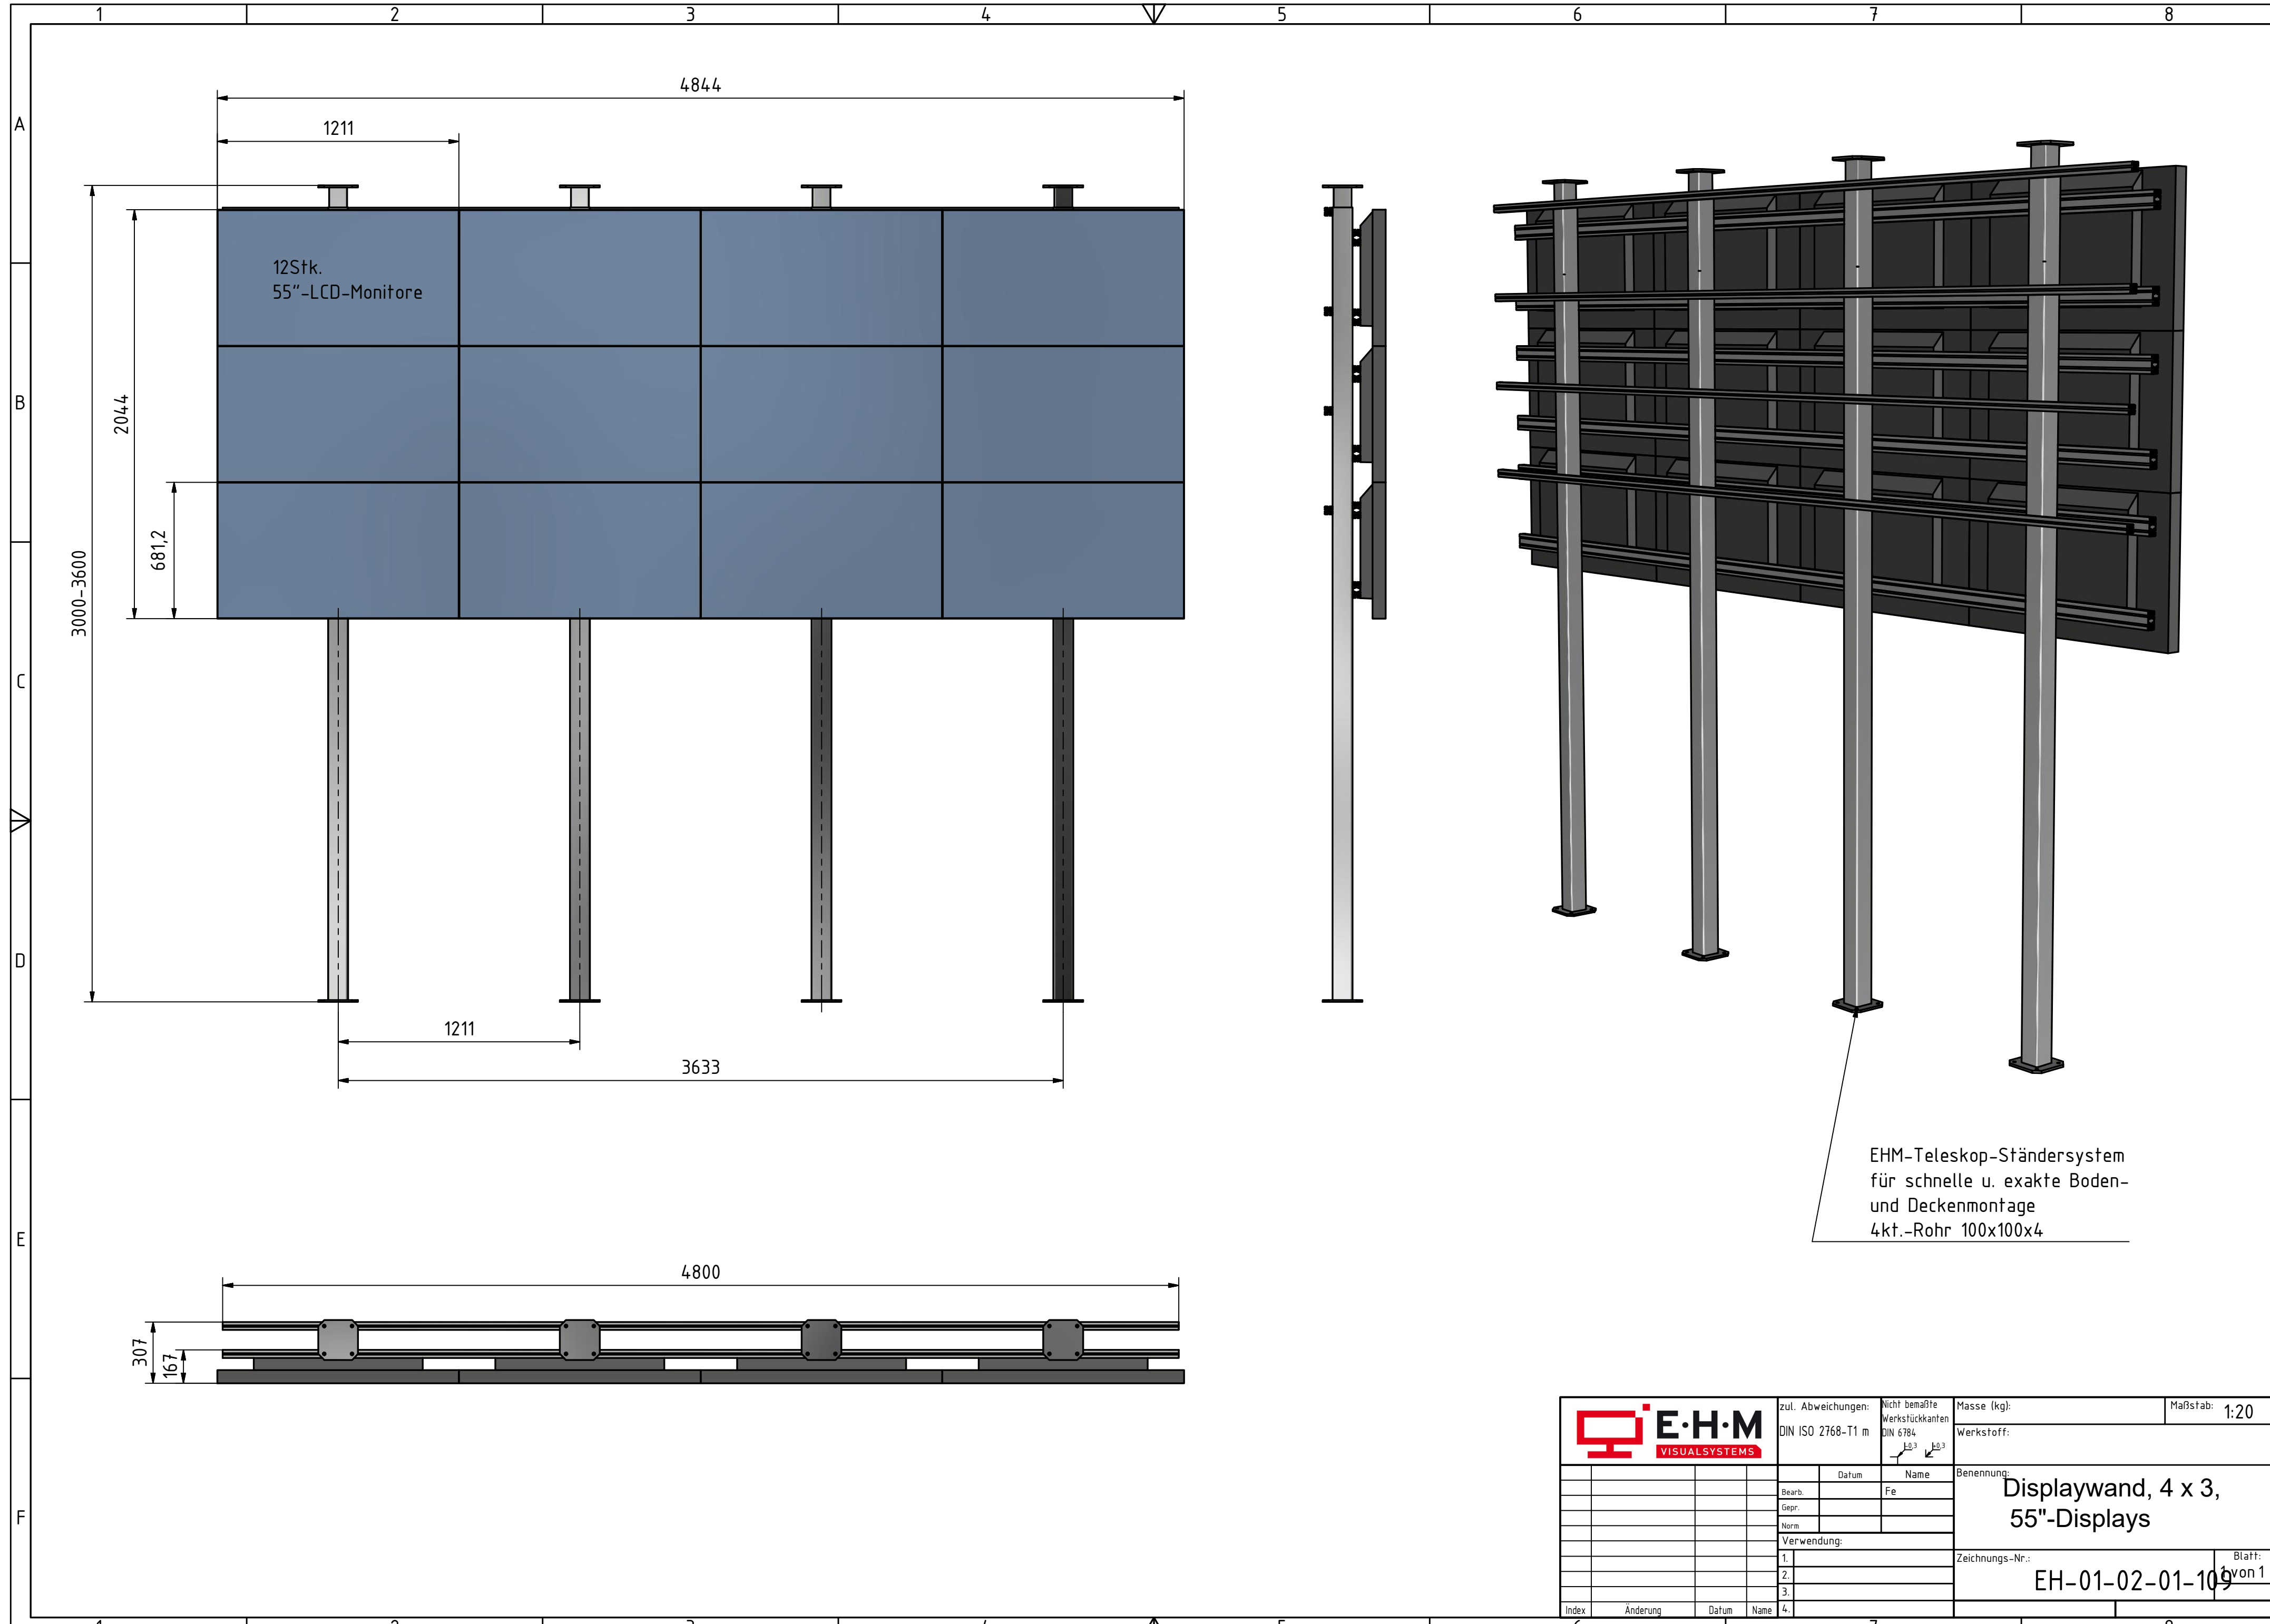 1 2 3 4 5 6 7 8
A
B
C
D
E
F
4844
1211
12Stk.
55"-LCD-Monitore
2044
681,2
3000-3600
1211
3633
EHM-Teleskop-Ständersystem
für schnelle u. exakte Boden-
und Deckenmontage
4kt.-Rohr 100x100x4
4800
307
167
E·H·M
VISUALSYSTEMS
zul. Abweichungen:
DIN ISO 2768-T1 m
Nicht bemaßte
Werkstückkanten
DIN 6784
Masse (kg):
Maßstab: 1:20
Werkstoff:
Datum Name
Bearb. Fe
Gepr.
Norm
Benennung:
Displaywand, 4 x 3,
55"-Displays
Verwendung:
1.
2.
3.
4.
Zeichnungs-Nr.:
EH-01-02-01-109
Blatt:
1 von 1
Index Änderung Datum Name